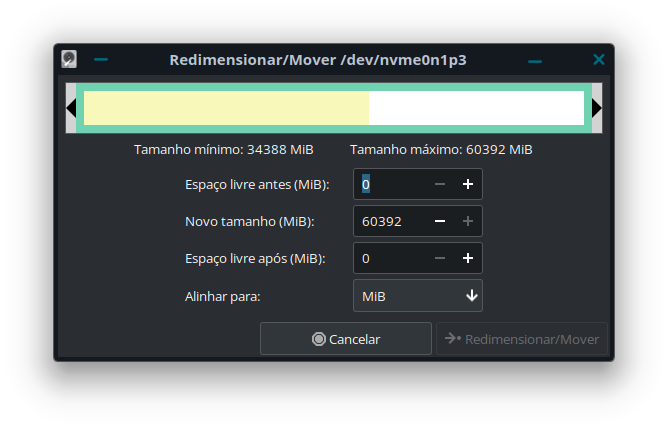 Redimensionar/Mover /dev/nvme0n1p3
Tamanho mínimo: 34388 MiB Tamanho máximo: 60392 MiB
Espaço livre antes (MiB): 0
Novo tamanho (MiB): 60392
Espaço livre após (MiB): 0
Alinhar para: MiB
Cancelar Redimensionar/Mover